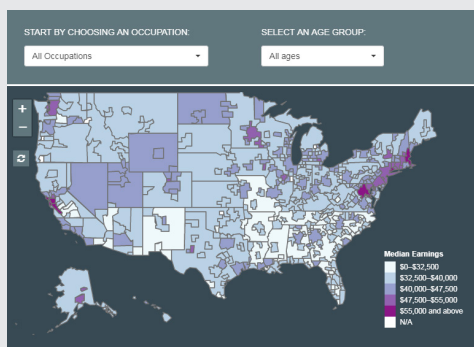 START BY CHOOSING AN OCCUPATION:
SELECT AN AGE GROUP:
All Occupations
All ages
+
−
Median Earnings
$0–$32,500
$32,500–$40,000
$40,000–$47,500
$47,500–$55,000
$55,000 and above
N/A